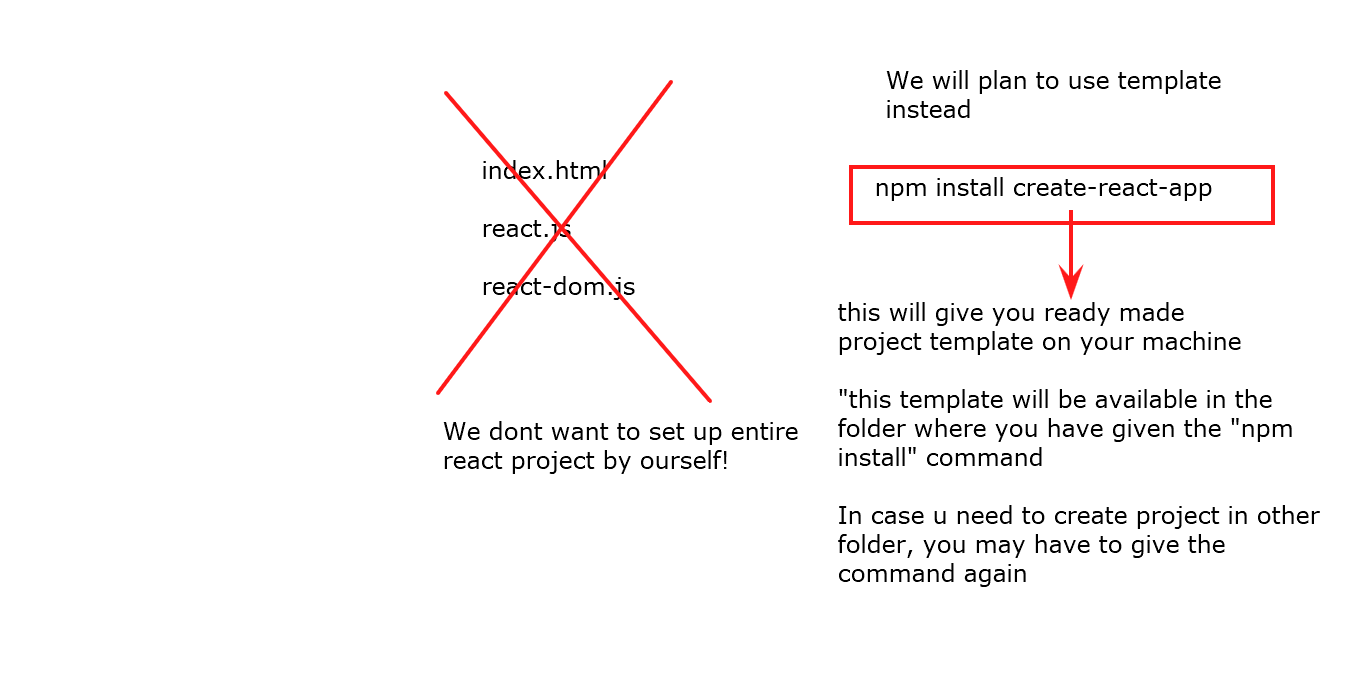 index.html
react.js
react-dom.js
We dont want to set up entire
react project by ourself!
We will plan to use template
instead
npm install create-react-app
this will give you ready made
project template on your machine
"this template will be available in the
folder where you have given the "npm
install" command
In case u need to create project in other
folder, you may have to give the
command again